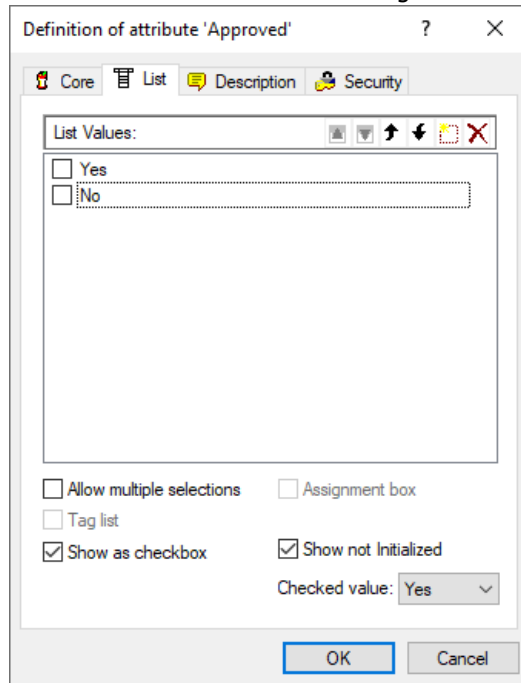 Definition of attribute 'Approved' ?
Core List Description Security
List Values:
Yes
No
Allow multiple selections Assignment box
Tag list
Show as checkbox Show not Initialized
Checked value: Yes
OK Cancel